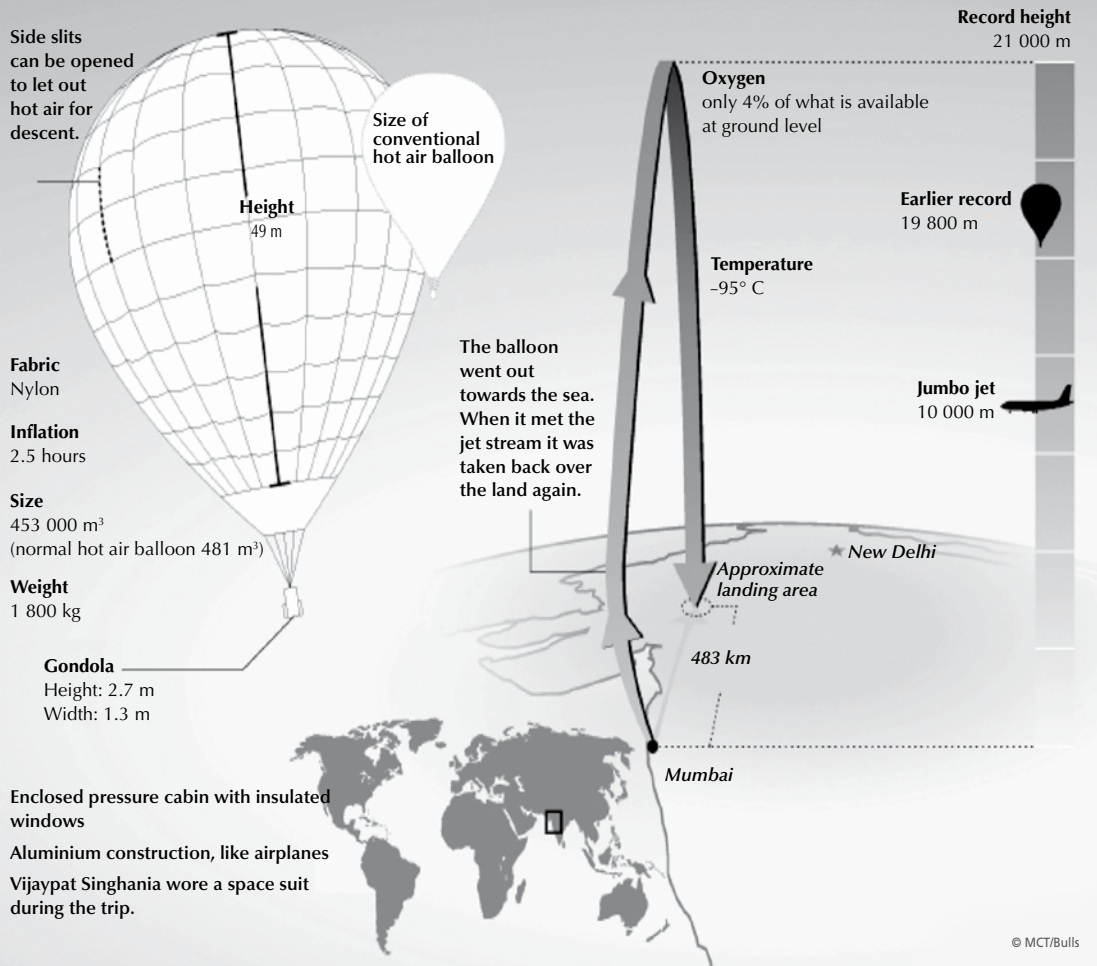 Side slits
can be opened
to let out
hot air for
descent.
Size of
conventional
hot air balloon
Height
49 m
Fabric
Nylon
Inflation
2.5 hours
Size
453 000 m³
(normal hot air balloon 481 m³)
Weight
1 800 kg
Gondola
Height: 2.7 m
Width: 1.3 m
Enclosed pressure cabin with insulated
windows
Aluminium construction, like airplanes
Vijaypat Singhania wore a space suit
during the trip.
The balloon
went out
towards the sea.
When it met the
jet stream it was
taken back over
the land again.
Record height
21 000 m
Oxygen
only 4% of what is available
at ground level
Earlier record
19 800 m
Temperature
–95° C
Jumbo jet
10 000 m
New Delhi
Approximate
landing area
483 km
Mumbai
© MCT/Bulls